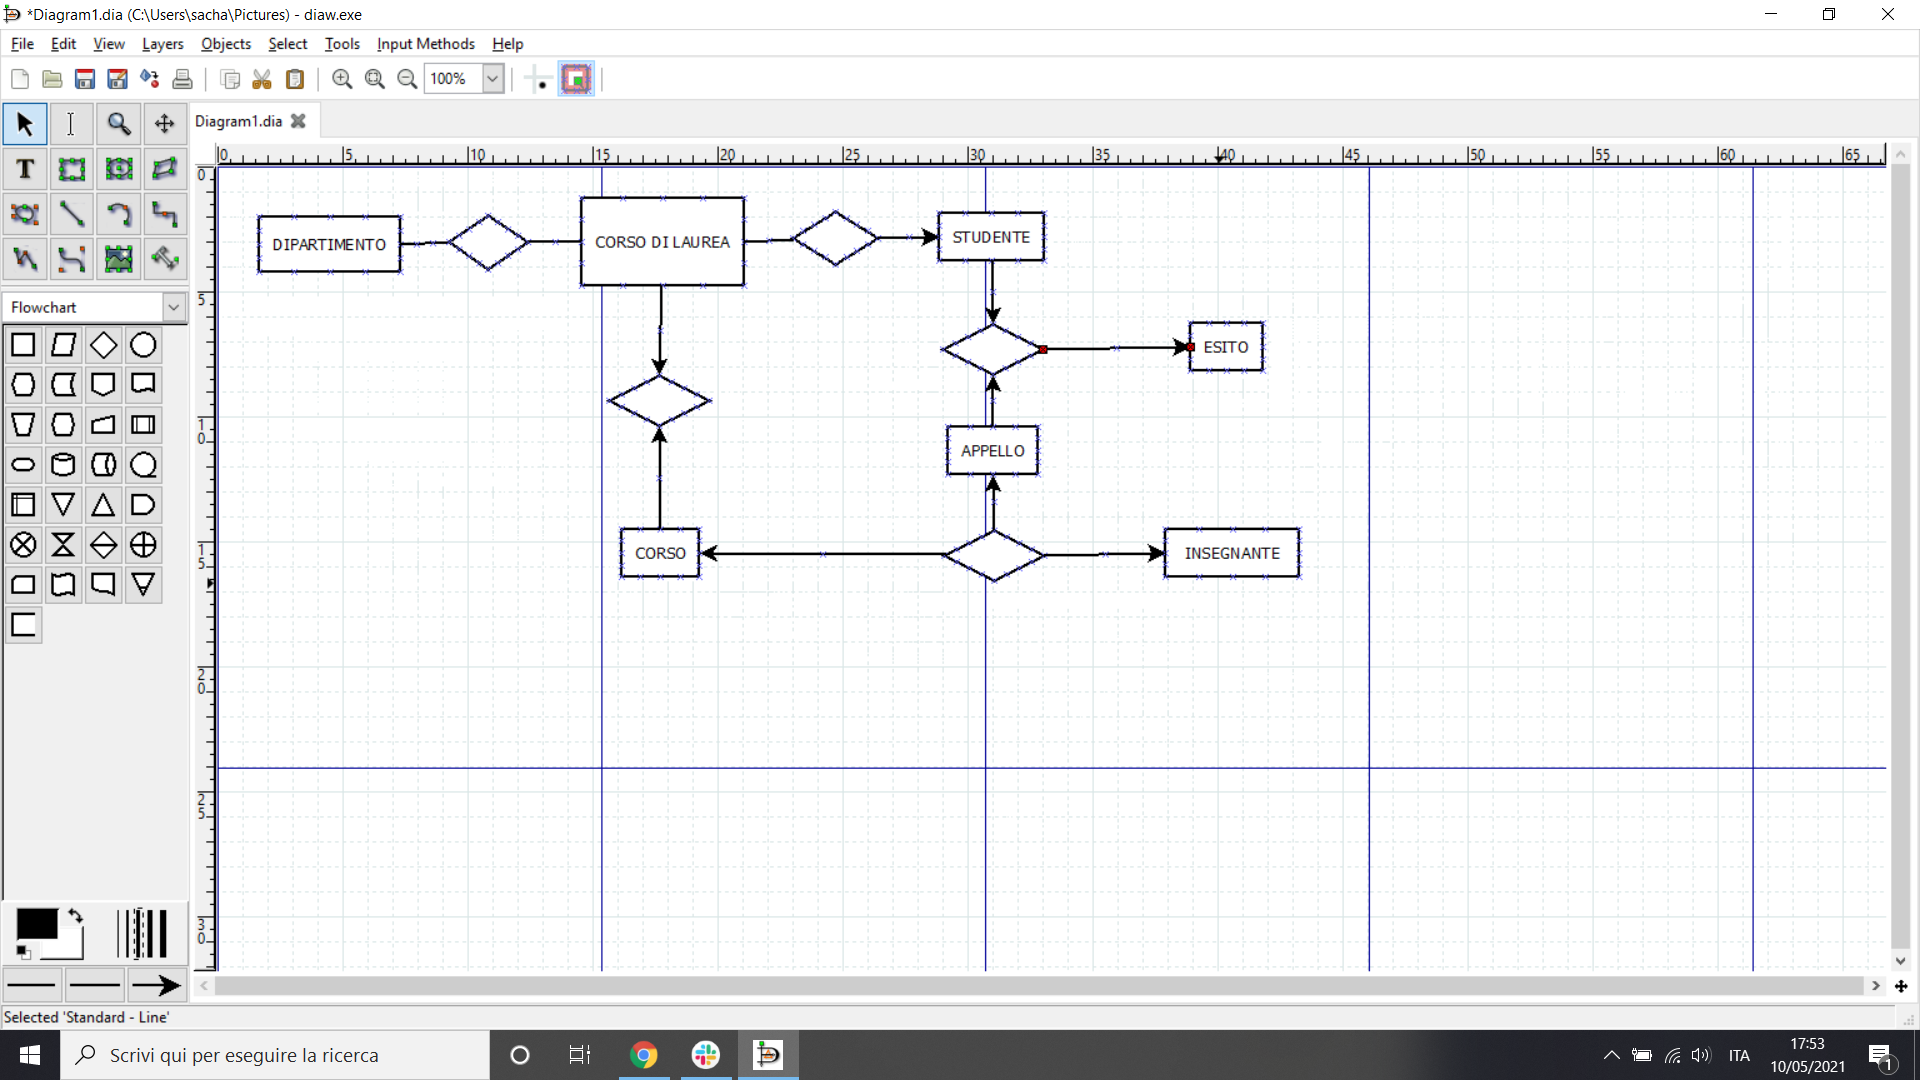 *Diagram1.dia (C:\Users\sacha\Pictures) - diaw.exe
File Edit View Layers Objects Select Tools Input Methods Help
100%
Diagram1.dia
T
Flowchart
0 5 10 15 20 25 30 35 40 45 50 55 60 65
0
5
10
15
20
25
30
DIPARTIMENTO
CORSO DI LAUREA
STUDENTE
ESITO
APPELLO
CORSO
INSEGNANTE
Selected 'Standard - Line'
Scrivi qui per eseguire la ricerca
ITA
17:53
10/05/2021
1